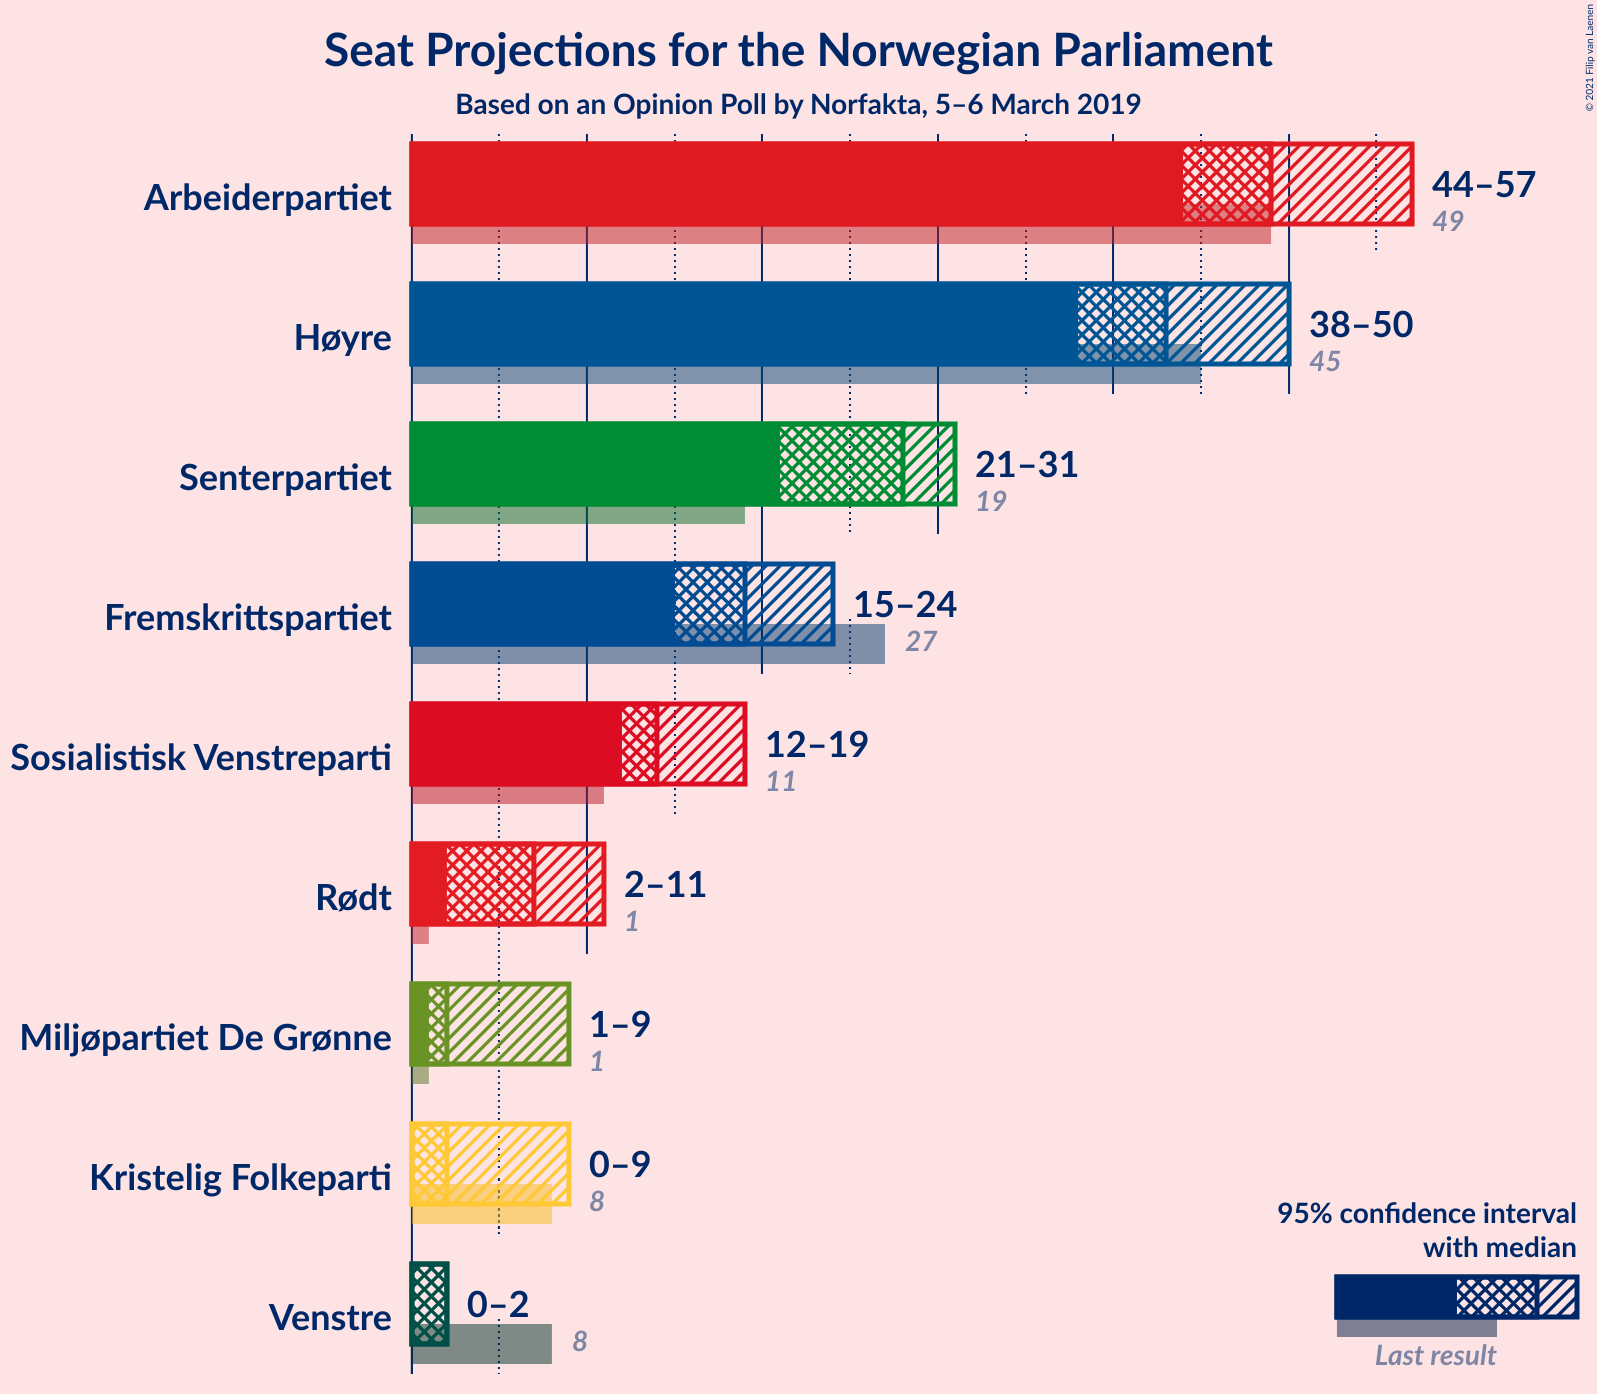 Seat Projections for the Norwegian Parliament
Based on an Opinion Poll by Norfakta, 5–6 March 2019
© 2021 Filip van Laenen
Arbeiderpartiet
44–57
49
Høyre
38–50
45
Senterpartiet
21–31
19
Fremskrittspartiet
15–24
27
Sosialistisk Venstreparti
12–19
11
Rødt
2–11
1
Miljøpartiet De Grønne
1–9
1
Kristelig Folkeparti
0–9
8
Venstre
0–2
8
95% confidence interval
with median
Last result